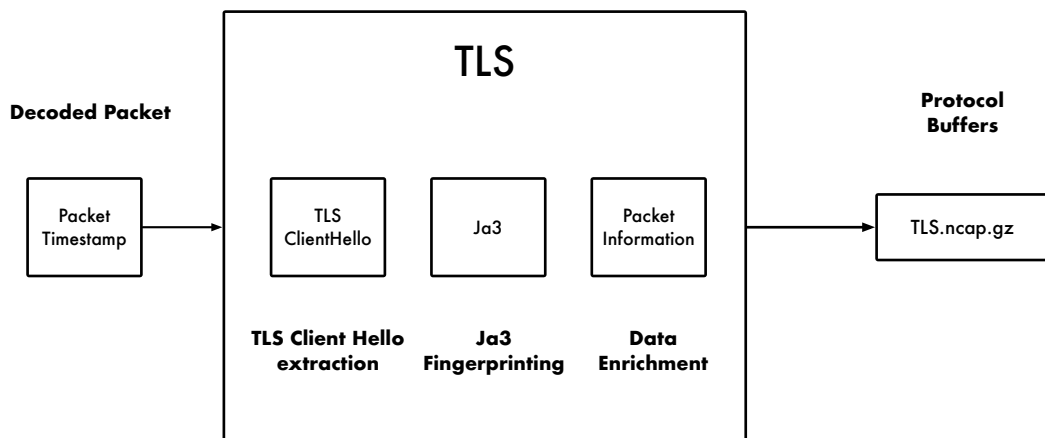 TLS
Decoded Packet
Protocol
Buffers
Packet
Timestamp
TLS
ClientHello
Ja3
Packet
Information
TLS.ncap.gz
TLS Client Hello
extraction
Ja3
Fingerprinting
Data
Enrichment